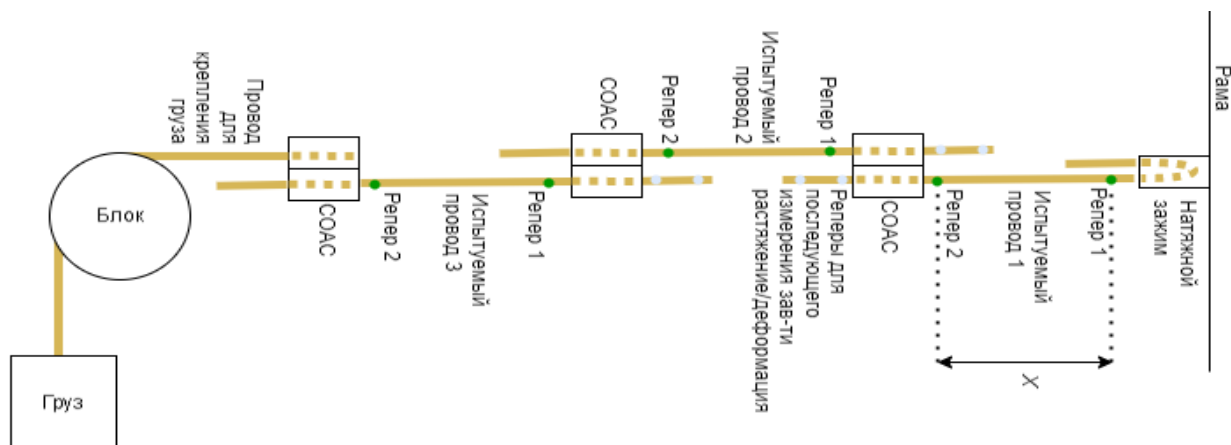 Провод
для
крепления
груза
Блок
Груз
СОАС
СОАС
Репер 2
Испытуемый
провод 3
Репер 1
СОАС
Репер 2
Испытуемый
провод 2
Репер 1
Реперы для
последующего
измерения зав-ти
растяжение/деформация
СОАС
Репер 2
Испытуемый
провод 1
Репер 1
X
Натяжной
зажим
Рама